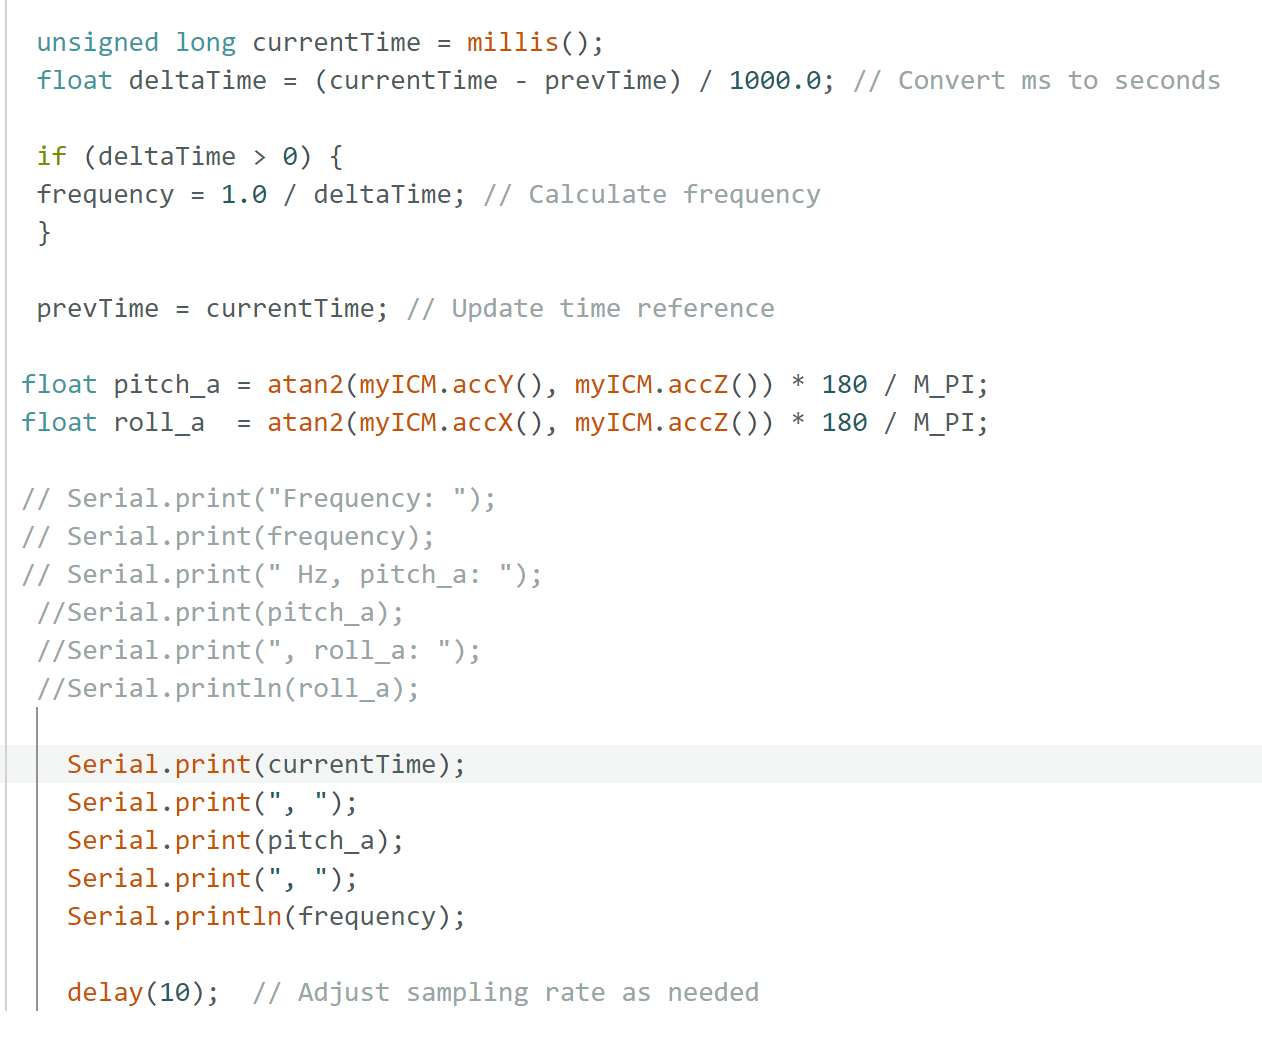 unsigned long currentTime = millis();
float deltaTime = (currentTime - prevTime) / 1000.0; // Convert ms to seconds
if (deltaTime > 0) {
frequency = 1.0 / deltaTime; // Calculate frequency
}
prevTime = currentTime; // Update time reference
float pitch_a = atan2(myICM.accY(), myICM.accZ()) * 180 / M_PI;
float roll_a  = atan2(myICM.accX(), myICM.accZ()) * 180 / M_PI;
// Serial.print("Frequency: ");
// Serial.print(frequency);
// Serial.print(" Hz, pitch_a: ");
//Serial.print(pitch_a);
//Serial.print(", roll_a: ");
//Serial.println(roll_a);
Serial.print(currentTime);
Serial.print(", ");
Serial.print(pitch_a);
Serial.print(", ");
Serial.println(frequency);
delay(10);  // Adjust sampling rate as needed